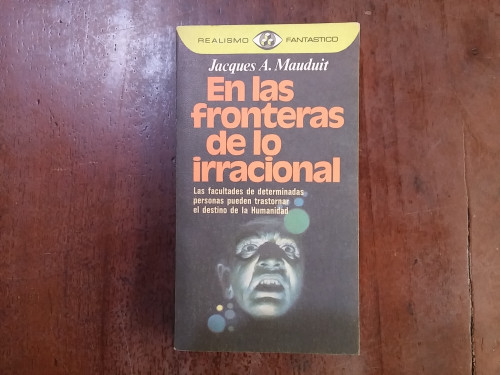 REALISMO FANTASTICO
Jacques A. Mauduit
En las
fronteras
de lo
irracional
Las facultades de determinadas
personas pueden trastornar
el destino de la Humanidad